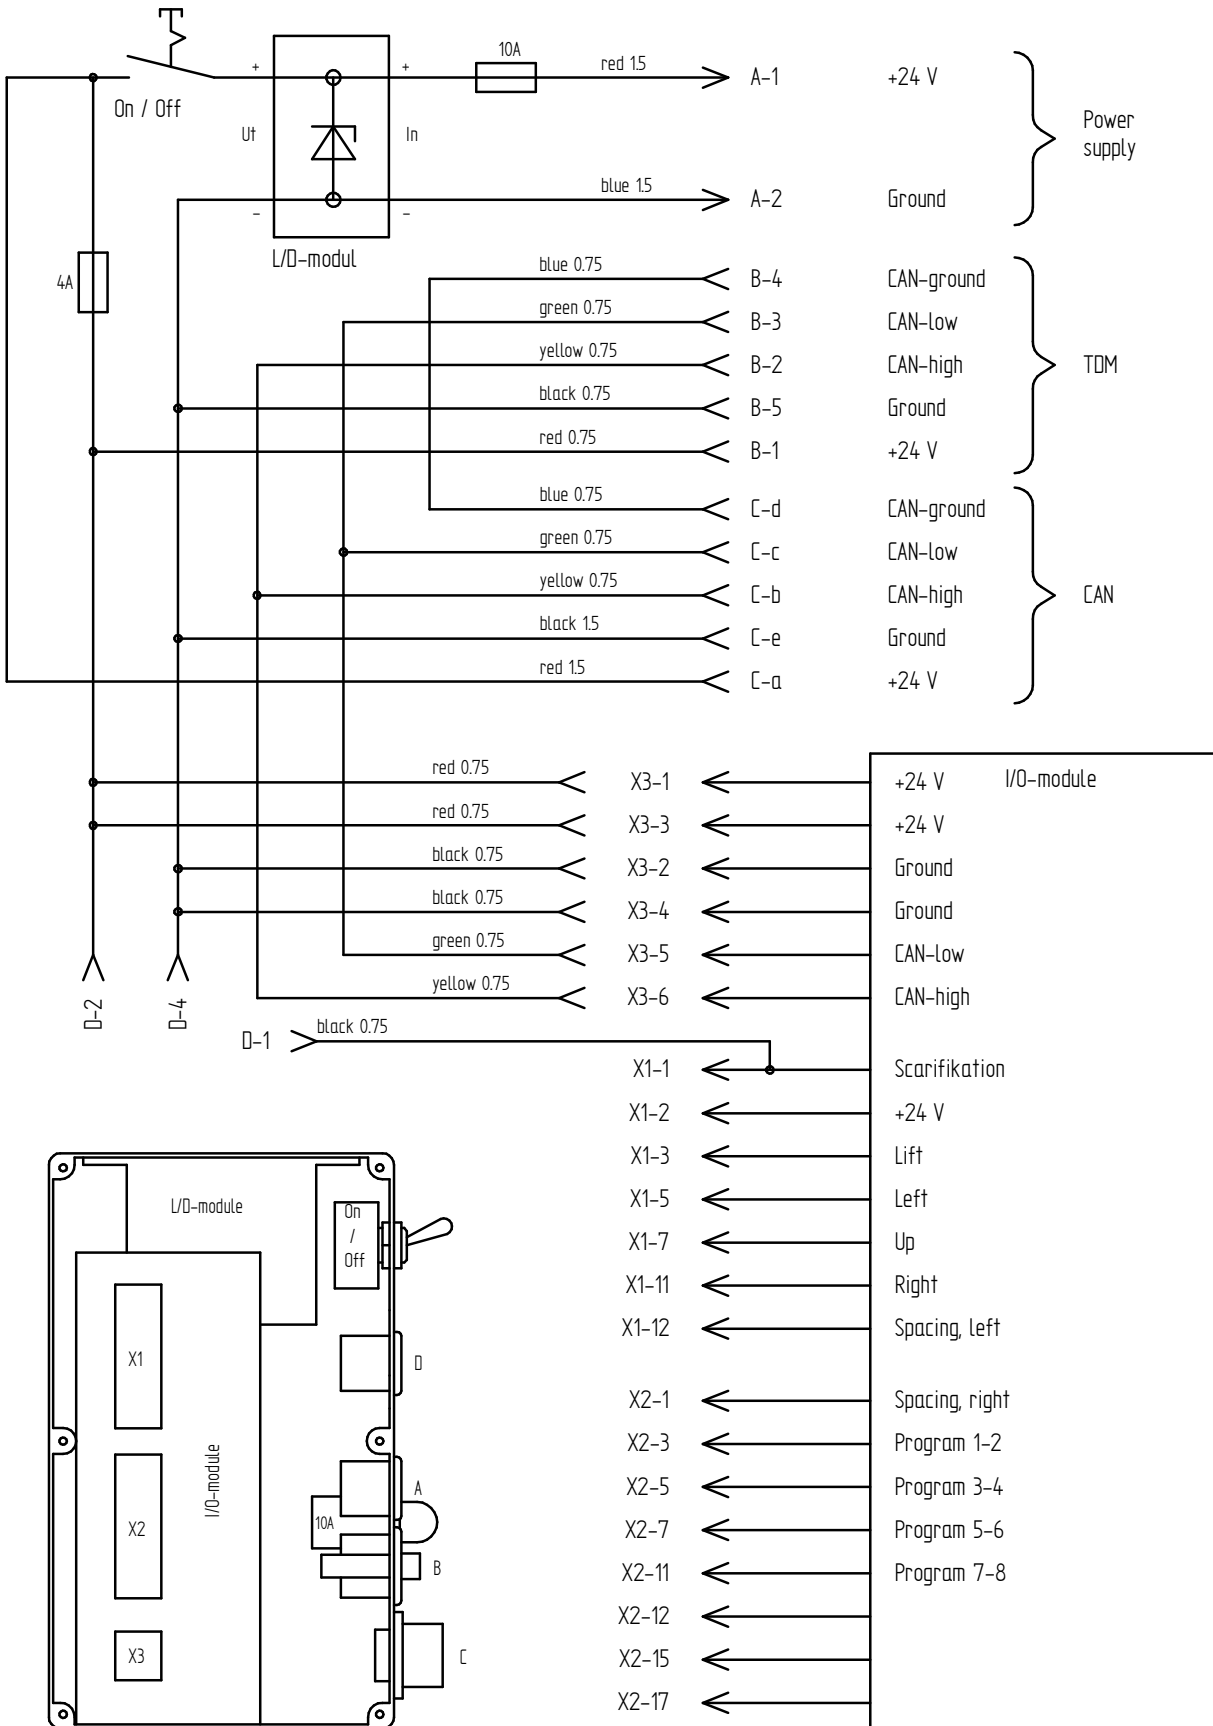 10A
red 1.5
A-1 +24 V
+ +
On / Off
Ut In
Power
supply
blue 1.5
A-2 Ground
- -
L/D-modul
4A
blue 0.75
B-4 CAN-ground
green 0.75
B-3 CAN-low
yellow 0.75
B-2 CAN-high
TDM
black 0.75
B-5 Ground
red 0.75
B-1 +24 V
blue 0.75
C-d CAN-ground
green 0.75
C-c CAN-low
yellow 0.75
C-b CAN-high
CAN
black 1.5
C-e Ground
red 1.5
C-a +24 V
I/O-module
red 0.75
X3-1 +24 V
red 0.75
X3-3 +24 V
black 0.75
X3-2 Ground
black 0.75
X3-4 Ground
green 0.75
X3-5 CAN-low
yellow 0.75
X3-6 CAN-high
D-2
D-4
D-1
black 0.75
X1-1 Scarifikation
X1-2 +24 V
X1-3 Lift
X1-5 Left
X1-7 Up
X1-11 Right
X1-12 Spacing, left
X2-1 Spacing, right
X2-3 Program 1-2
X2-5 Program 3-4
X2-7 Program 5-6
X2-11 Program 7-8
X2-12
X2-15
X2-17
L/D-module
On
/
Off
X1
D
I/O-module
X2
A
10A
B
X3
C